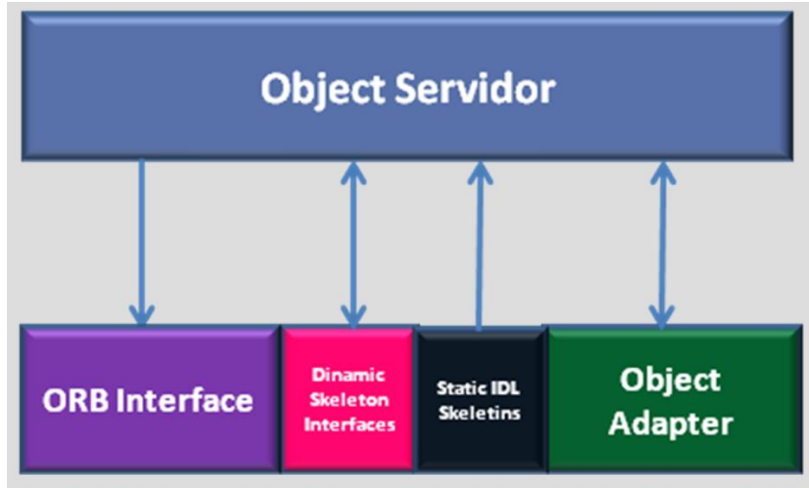 Object Servidor
ORB Interface
Dinamic
Skeleton
Interfaces
Static IDL
Skeletins
Object
Adapter